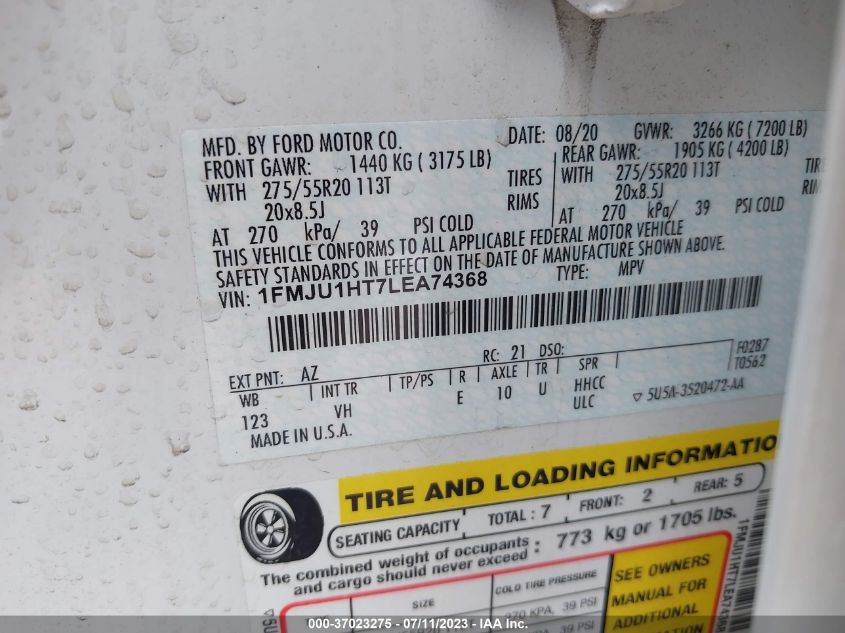 MFD. BY FORD MOTOR CO. DATE: 08/20 GVWR: 3266 KG ( 7200 LB)
FRONT GAWR: 1440 KG ( 3175 LB) REAR GAWR: 1905 KG ( 4200 LB)
WITH 275/55R20 113T TIRES WITH 275/55R20 113T
20x8.5J RIMS 20x8.5J
AT 270 kPa/ 39 PSI COLD AT 270 kPa/ 39 PSI COLD
THIS VEHICLE CONFORMS TO ALL APPLICABLE FEDERAL MOTOR VEHICLE
SAFETY STANDARDS IN EFFECT ON THE DATE OF MANUFACTURE SHOWN ABOVE.
VIN: 1FMJU1HT7LEA74368 TYPE: MPV
EXT PNT: AZ RC: 21 DSO: F0287
WB INT TR TP/PS R AXLE TR SPR T0562
123 VH E 10 U HHCC
ULC 5U5A-3520472-AA
MADE IN U.S.A.
TIRE AND LOADING INFORMATIO
SEATING CAPACITY TOTAL : 7 FRONT: 2 REAR: 5
The combined weight of occupants
and cargo should never exceed : 773 kg or 1705 lbs.
SIZE COLD TIRE PRESSURE SEE OWNERS
MANUAL FOR
270 KPA, 39 PSI ADDITIONAL
000-37023275 - 07/11/2023 - ©IAA Inc.